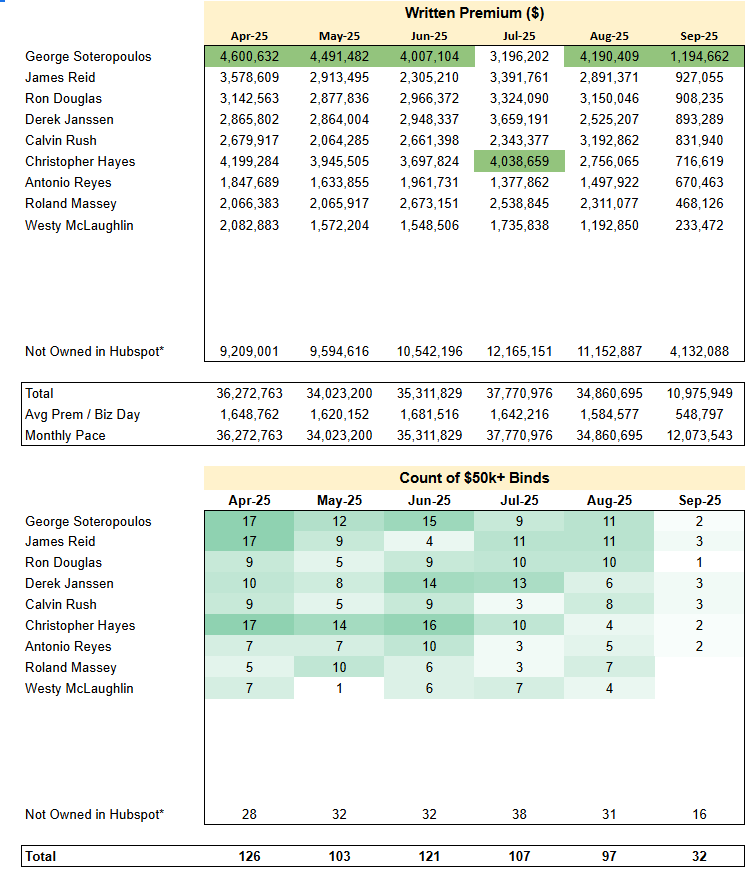 Written Premium ($)
Apr-25 May-25 Jun-25 Jul-25 Aug-25 Sep-25
George Soteropoulos 4,600,632 4,491,482 4,007,104 3,196,202 4,190,409 1,194,662
James Reid 3,578,609 2,913,495 2,305,210 3,391,761 2,891,371 927,055
Ron Douglas 3,142,563 2,877,836 2,966,372 3,324,090 3,150,046 908,235
Derek Janssen 2,865,802 2,864,004 2,948,337 3,659,191 2,525,207 893,289
Calvin Rush 2,679,917 2,064,285 2,661,398 2,343,377 3,192,862 831,940
Christopher Hayes 4,199,284 3,945,505 3,697,824 4,038,659 2,756,065 716,619
Antonio Reyes 1,847,689 1,633,855 1,961,731 1,377,862 1,497,922 670,463
Roland Massey 2,066,383 2,065,917 2,673,151 2,538,845 2,311,077 468,126
Westy McLaughlin 2,082,883 1,572,204 1,548,506 1,735,838 1,192,850 233,472
Not Owned in Hubspot* 9,209,001 9,594,616 10,542,196 12,165,151 11,152,887 4,132,088
Total 36,272,763 34,023,200 35,311,829 37,770,976 34,860,695 10,975,949
Avg Prem / Biz Day 1,648,762 1,620,152 1,681,516 1,642,216 1,584,577 548,797
Monthly Pace 36,272,763 34,023,200 35,311,829 37,770,976 34,860,695 12,073,543
Count of $50k+ Binds
Apr-25 May-25 Jun-25 Jul-25 Aug-25 Sep-25
George Soteropoulos 17 12 15 9 11 2
James Reid 17 9 4 11 11 3
Ron Douglas 9 5 9 10 10 1
Derek Janssen 10 8 14 13 6 3
Calvin Rush 9 5 9 3 8 3
Christopher Hayes 17 14 16 10 4 2
Antonio Reyes 7 7 10 3 5 2
Roland Massey 5 10 6 3 7
Westy McLaughlin 7 1 6 7 4
Not Owned in Hubspot* 28 32 32 38 31 16
Total 126 103 121 107 97 32